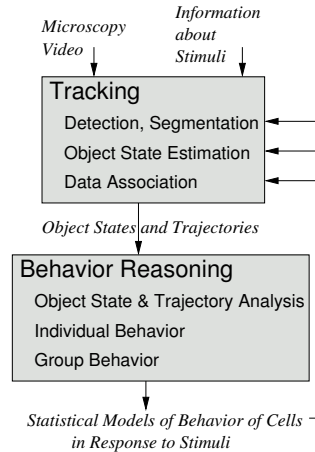 Microscopy
Video
Information
about
Stimuli
Tracking
Detection, Segmentation
Object State Estimation
Data Association
Object States and Trajectories
Behavior Reasoning
Object State & Trajectory Analysis
Individual Behavior
Group Behavior
Statistical Models of Behavior of Cells
in Response to Stimuli